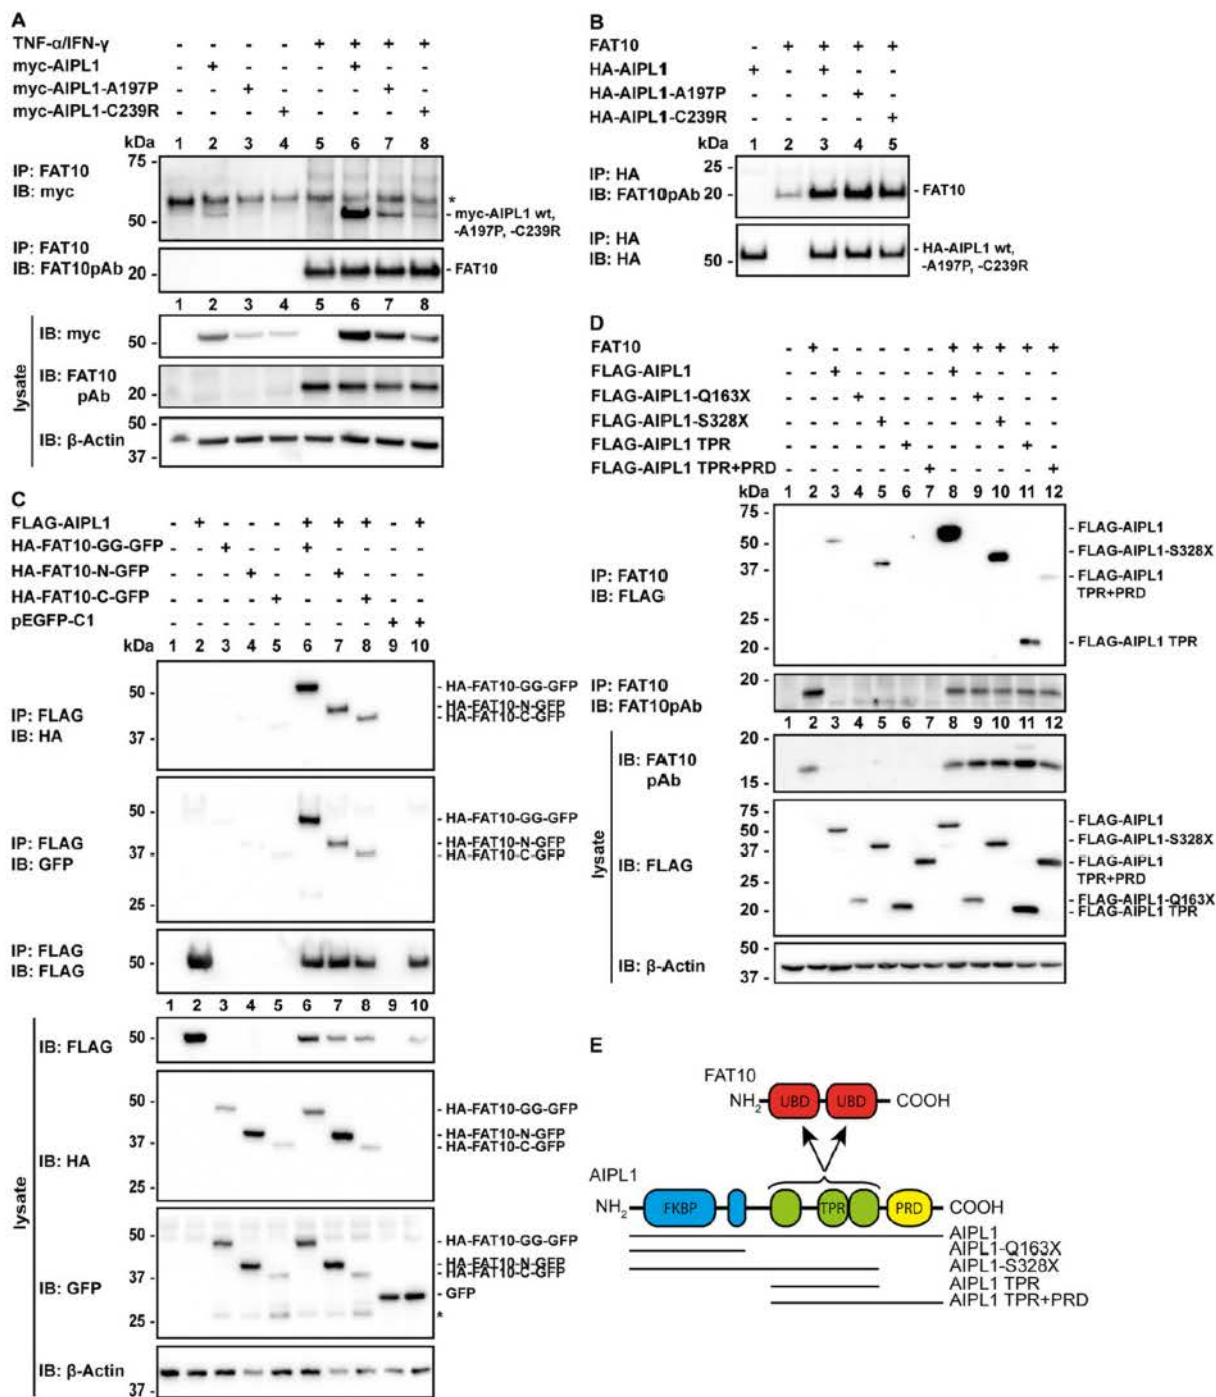 A
TNF-α/IFN-γ - - - - + + + +
myc-AIPL1 - + - - - + - -
myc-AIPL1-A197P - - + - - - + -
myc-AIPL1-C239R - - - + - - - +
kDa 1 2 3 4 5 6 7 8
75 -
IP: FAT10
IB: myc
*
50 -
- myc-AIPL1 wt,
-A197P, -C239R
IP: FAT10
IB: FAT10pAb
20 -
- FAT10
1 2 3 4 5 6 7 8
lysate
IB: myc
50 -
IB: FAT10
pAb
20 -
50 -
IB: β-Actin
37 -
B
FAT10 - + + + +
HA-AIPL1 + - + - -
HA-AIPL1-A197P - - - + -
HA-AIPL1-C239R - - - - +
kDa 1 2 3 4 5
25 -
IP: HA
IB: FAT10pAb
20 -
- FAT10
IP: HA
IB: HA
50 -
- HA-AIPL1 wt,
-A197P, -C239R
C
FLAG-AIPL1 - + - - - + + + - +
HA-FAT10-GG-GFP - - + - - + - - - -
HA-FAT10-N-GFP - - - + - - + - - -
HA-FAT10-C-GFP - - - - + - - + - -
pEGFP-C1 - - - - - - - - + +
kDa 1 2 3 4 5 6 7 8 9 10
50 -
- HA-FAT10-GG-GFP
- HA-FAT10-N-GFP
- HA-FAT10-C-GFP
IP: FLAG
IB: HA
37 -
50 -
- HA-FAT10-GG-GFP
IP: FLAG
IB: GFP
- HA-FAT10-N-GFP
37 -
- HA-FAT10-C-GFP
25 -
IP: FLAG
IB: FLAG
50 -
1 2 3 4 5 6 7 8 9 10
lysate
IB: FLAG
50 -
50 -
- HA-FAT10-GG-GFP
IB: HA
- HA-FAT10-N-GFP
37 -
- HA-FAT10-C-GFP
25 -
50 -
- HA-FAT10-GG-GFP
- HA-FAT10-N-GFP
37 -
- HA-FAT10-C-GFP
IB: GFP
- GFP
25 -
*
50 -
IB: β-Actin
37 -
D
FAT10 - + - - - - - + + + + +
FLAG-AIPL1 - - + - - - - + - - - -
FLAG-AIPL1-Q163X - - - + - - - - + - - -
FLAG-AIPL1-S328X - - - - + - - - - + - -
FLAG-AIPL1 TPR - - - - - + - - - - + -
FLAG-AIPL1 TPR+PRD - - - - - - + - - - - +
kDa 1 2 3 4 5 6 7 8 9 10 11 12
75 -
- FLAG-AIPL1
50 -
- FLAG-AIPL1-S328X
37 -
- FLAG-AIPL1
TPR+PRD
IP: FAT10
IB: FLAG
25 -
20 -
- FLAG-AIPL1 TPR
IP: FAT10
IB: FAT10pAb
20 -
1 2 3 4 5 6 7 8 9 10 11 12
lysate
20 -
IB: FAT10
pAb
15 -
75 -
- FLAG-AIPL1
50 -
- FLAG-AIPL1-S328X
37 -
IB: FLAG
- FLAG-AIPL1
TPR+PRD
25 -
- FLAG-AIPL1-Q163X
20 -
- FLAG-AIPL1 TPR
50 -
IB: β-Actin
37 -
E
FAT10
NH2 UBD UBD COOH
AIPL1
NH2 FKBP TPR PRD COOH
AIPL1
AIPL1-Q163X
AIPL1-S328X
AIPL1 TPR
AIPL1 TPR+PRD